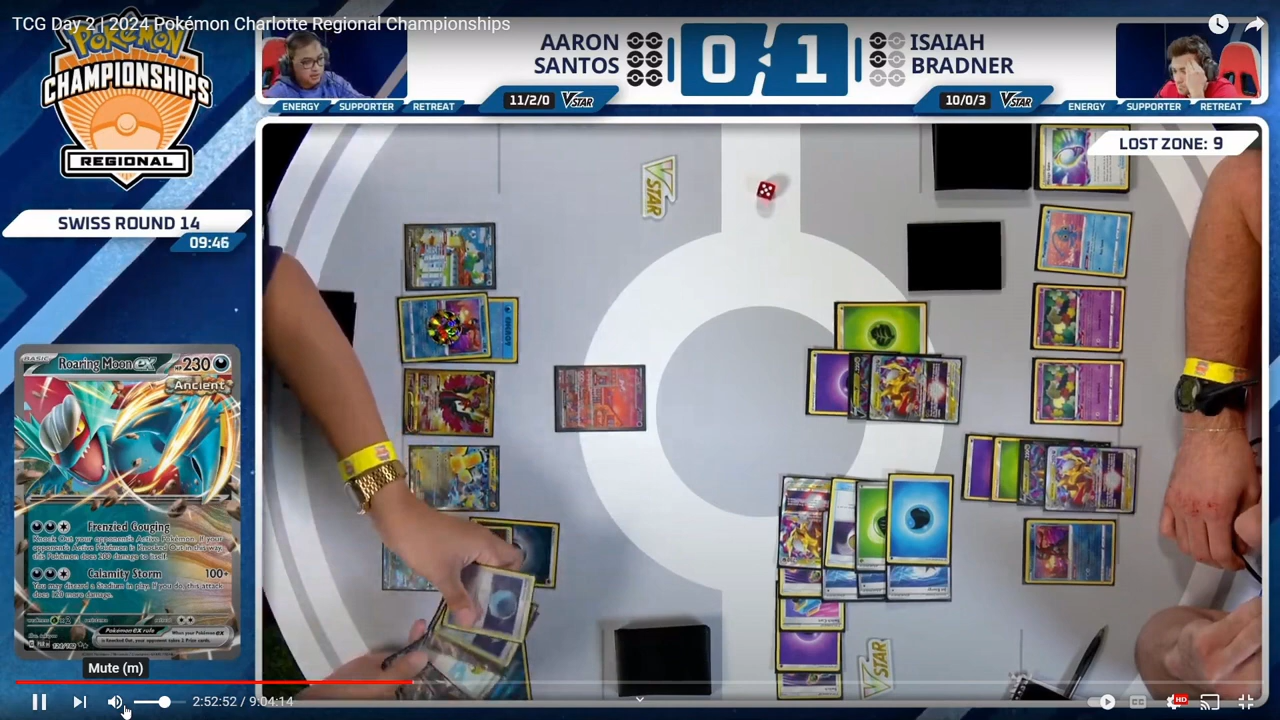 TCG Day 2 | 2024 Pokémon Charlotte Regional Championships
POKÉMON
CHAMPIONSHIPS
REGIONAL
AARON
SANTOS
0
1
ISAIAH
BRADNER
ENERGY
SUPPORTER
RETREAT
11/2/0
VSTAR
10/0/3
VSTAR
ENERGY
SUPPORTER
RETREAT
LOST ZONE: 9
SWISS ROUND 14
09:46
VSTAR
BASIC
Roaring Moon ex
HP 230
Ancient
Frenzied Gouging
Knock Out your opponent's Active Pokémon. If your
opponent's Active Pokémon is Knocked Out in this way,
this Pokémon does 200 damage to itself.
Calamity Storm 100+
You may discard a Stadium in play. If you do, this attack
does 120 more damage.
Pokémon ex rule
VSTAR
Mute (m)
2:52:52 / 9:04:14
CC
HD